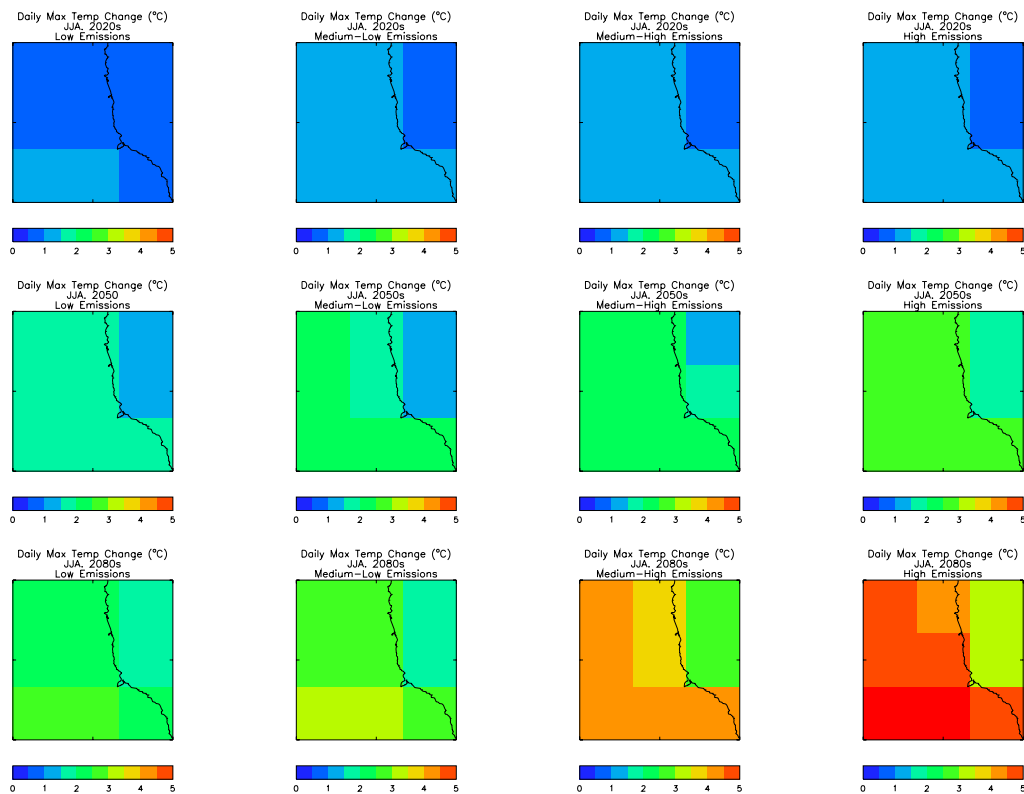 Daily Max Temp Change (°C)
JJA. 2020s
Low Emissions
0 1 2 3 4 5
Daily Max Temp Change (°C)
JJA. 2020s
Medium-Low Emissions
0 1 2 3 4 5
Daily Max Temp Change (°C)
JJA. 2020s
Medium-High Emissions
0 1 2 3 4 5
Daily Max Temp Change (°C)
JJA. 2020s
High Emissions
0 1 2 3 4 5
Daily Max Temp Change (°C)
JJA. 2050
Low Emissions
0 1 2 3 4 5
Daily Max Temp Change (°C)
JJA. 2050s
Medium-Low Emissions
0 1 2 3 4 5
Daily Max Temp Change (°C)
JJA. 2050s
Medium-High Emissions
0 1 2 3 4 5
Daily Max Temp Change (°C)
JJA. 2050s
High Emissions
0 1 2 3 4 5
Daily Max Temp Change (°C)
JJA. 2080s
Low Emissions
0 1 2 3 4 5
Daily Max Temp Change (°C)
JJA. 2080s
Medium-Low Emissions
0 1 2 3 4 5
Daily Max Temp Change (°C)
JJA. 2080s
Medium-High Emissions
0 1 2 3 4 5
Daily Max Temp Change (°C)
JJA. 2080s
High Emissions
0 1 2 3 4 5